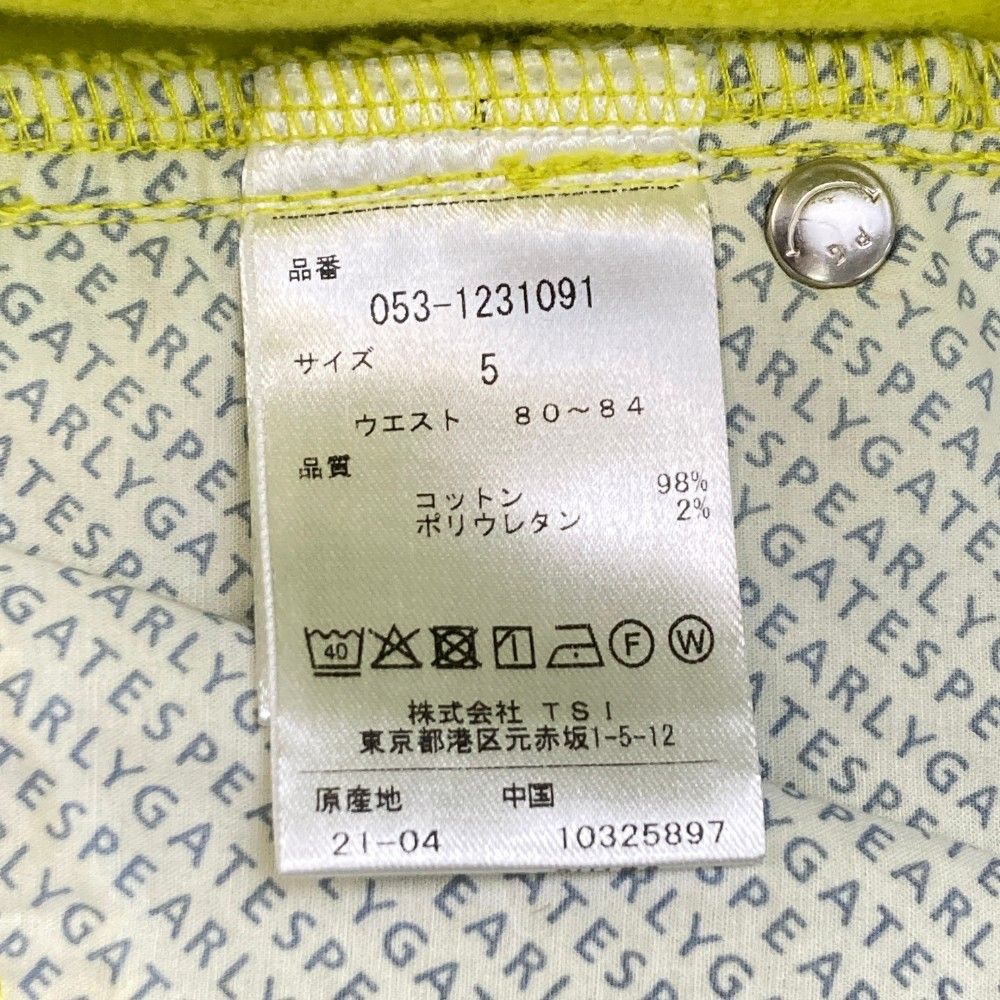 品番
053-1231091
サイズ 5
ウエスト 80～84
品質
コットン 98%
ポリウレタン 2%
40 F W
株式会社 TSI
東京都港区元赤坂1-5-12
原産地 中国
21-04 10325897
PEARLYGATES